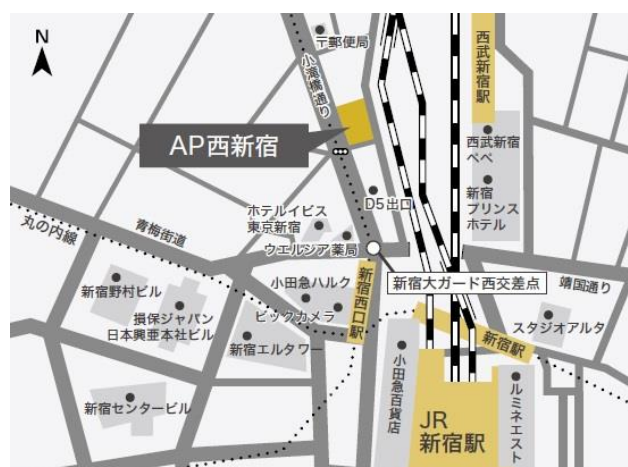 N
〒郵便局
小滝橋通り
西武新宿駅
AP西新宿
西武新宿
ぺぺ
新宿
プリンス
ホテル
D5出口
ホテルイビス
東京新宿
ウエルシア薬局
丸の内線
青梅街道
新宿大ガード西交差点
靖国通り
新宿野村ビル
損保ジャパン
日本興亜本社ビル
小田急ハルク
ビックカメラ
新宿西口駅
新宿エルタワー
新宿駅
スタジオアルタ
小田急
百貨店
新宿センタービル
JR
新宿駅
ルミネエスト